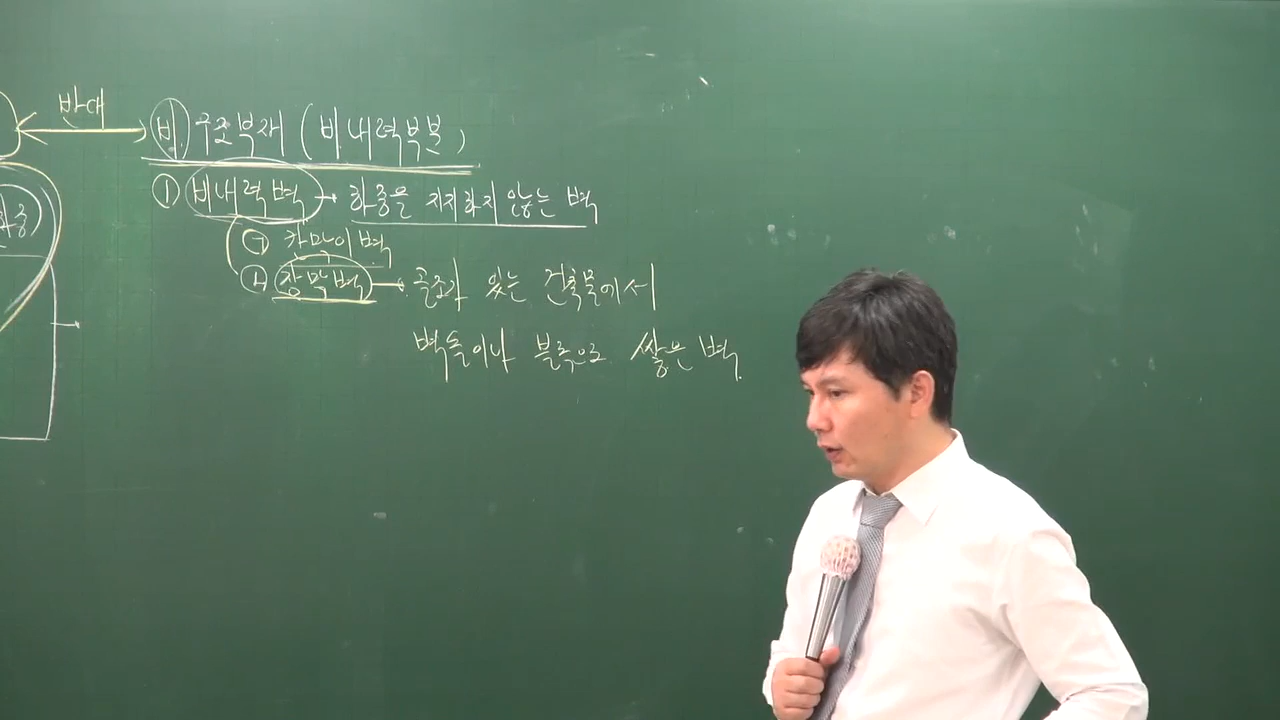 반대
비 구조부재 (비내력부분)
① 비내력벽 → 하중을 지지하지 않는 벽
㉠ 칸막이벽
㉡ 장막벽 → 골조가 있는 건축물에서
벽돌이나 블록으로 쌓은 벽.
하중)